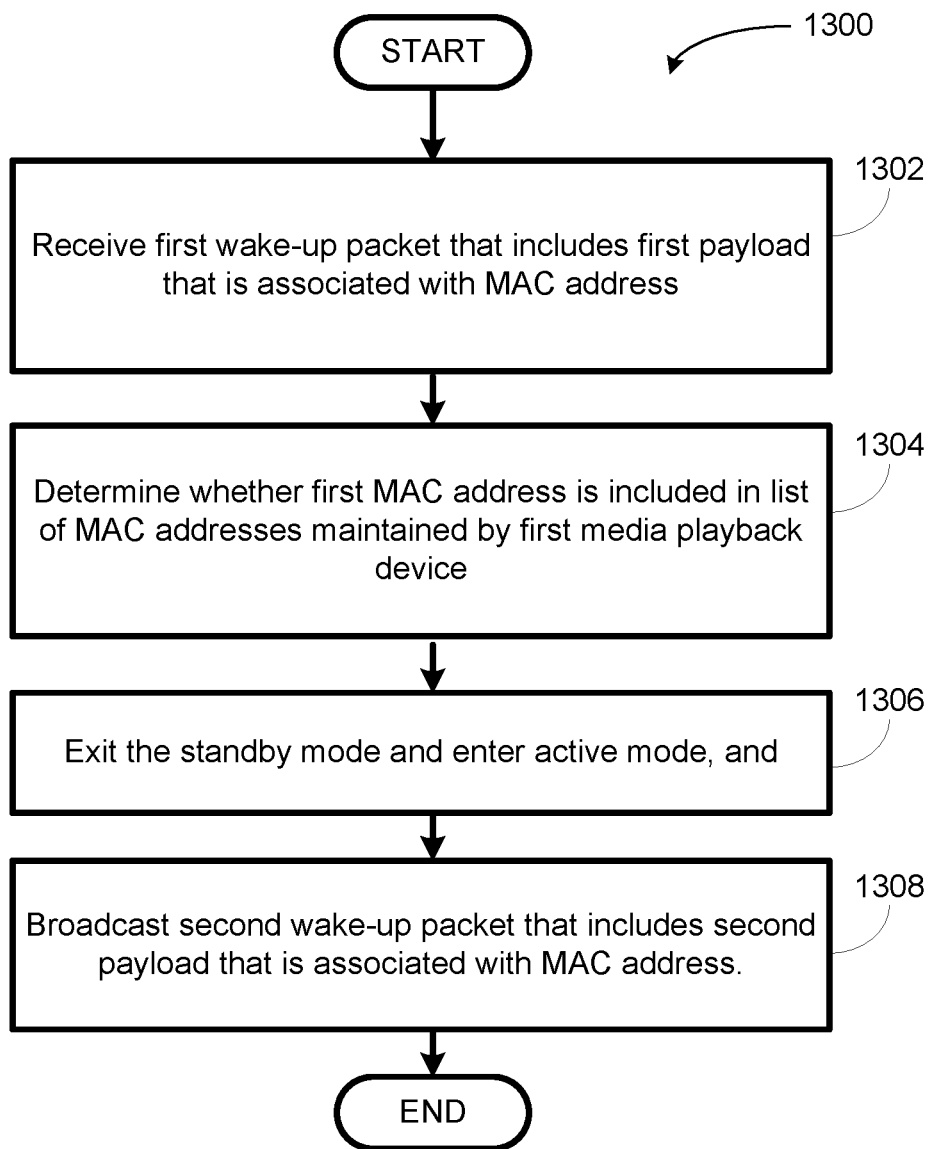 START
1300
1302
Receive first wake-up packet that includes first payload
that is associated with MAC address
1304
Determine whether first MAC address is included in list
of MAC addresses maintained by first media playback
device
1306
Exit the standby mode and enter active mode, and
1308
Broadcast second wake-up packet that includes second
payload that is associated with MAC address.
END